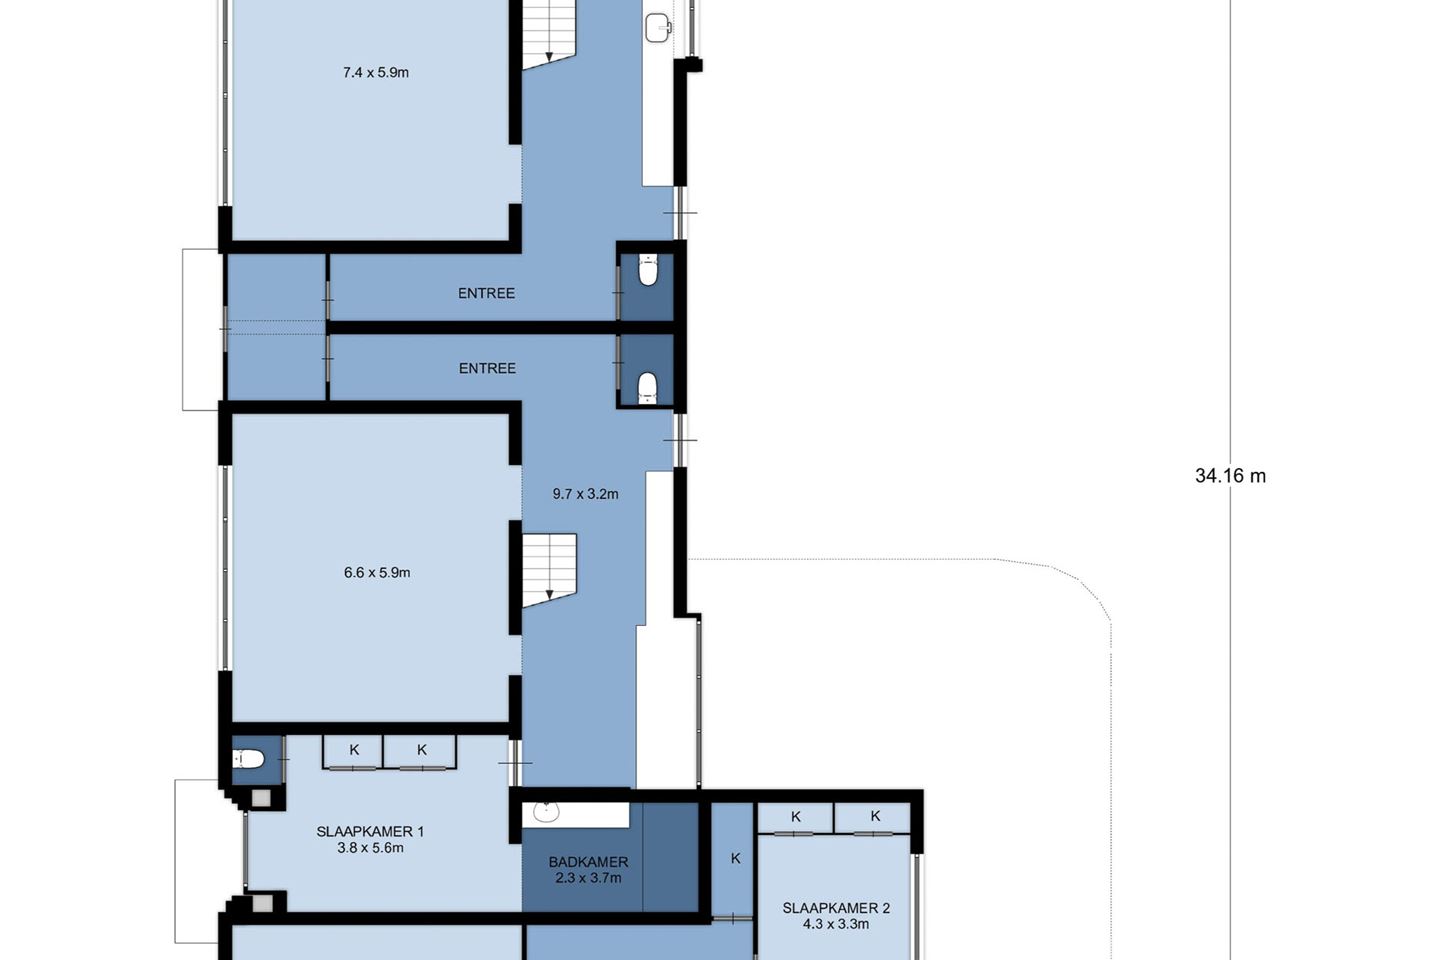 7.4 x 5.9m
ENTREE
ENTREE
34.16 m
9.7 x 3.2m
6.6 x 5.9m
K
K
K
K
SLAAPKAMER 1
3.8 x 5.6m
BADKAMER
2.3 x 3.7m
K
SLAAPKAMER 2
4.3 x 3.3m